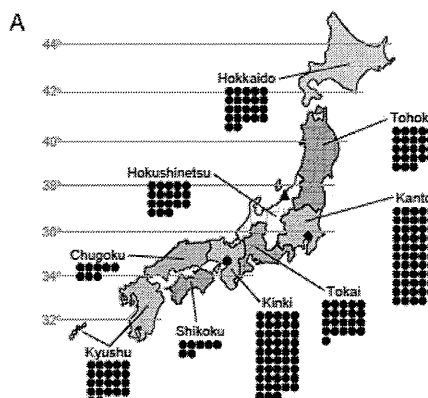 A
44°
Hokkaido
42°
40°
Tohok
Hokushinetsu
38°
Kanto
36°
Chugoku
34°
Tokai
Kinki
Shikoku
32°
Kyushu